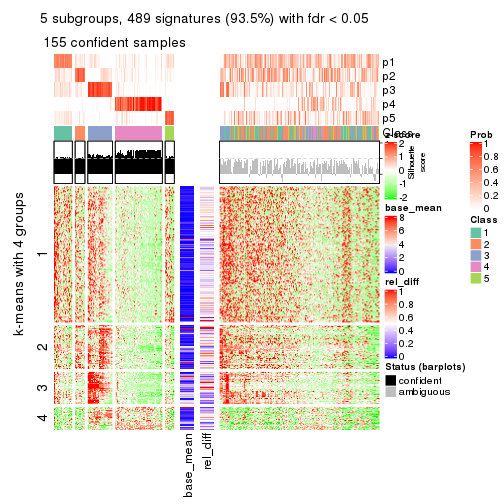 5 subgroups, 489 signatures (93.5%) with fdr < 0.05
155 confident samples
p1
p2
p3
p4
p5
Class
z-score
2
1
0
-1
-2
Silhouette score
Prob
1
0.8
0.6
0.4
0.2
0
Class
1
2
3
4
5
base_mean
8
6
4
2
0
rel_diff
1
0.8
0.6
0.4
0.2
0
Status (barplots)
confident
ambiguous
k-means with 4 groups
1
2
3
4
base_mean
rel_diff